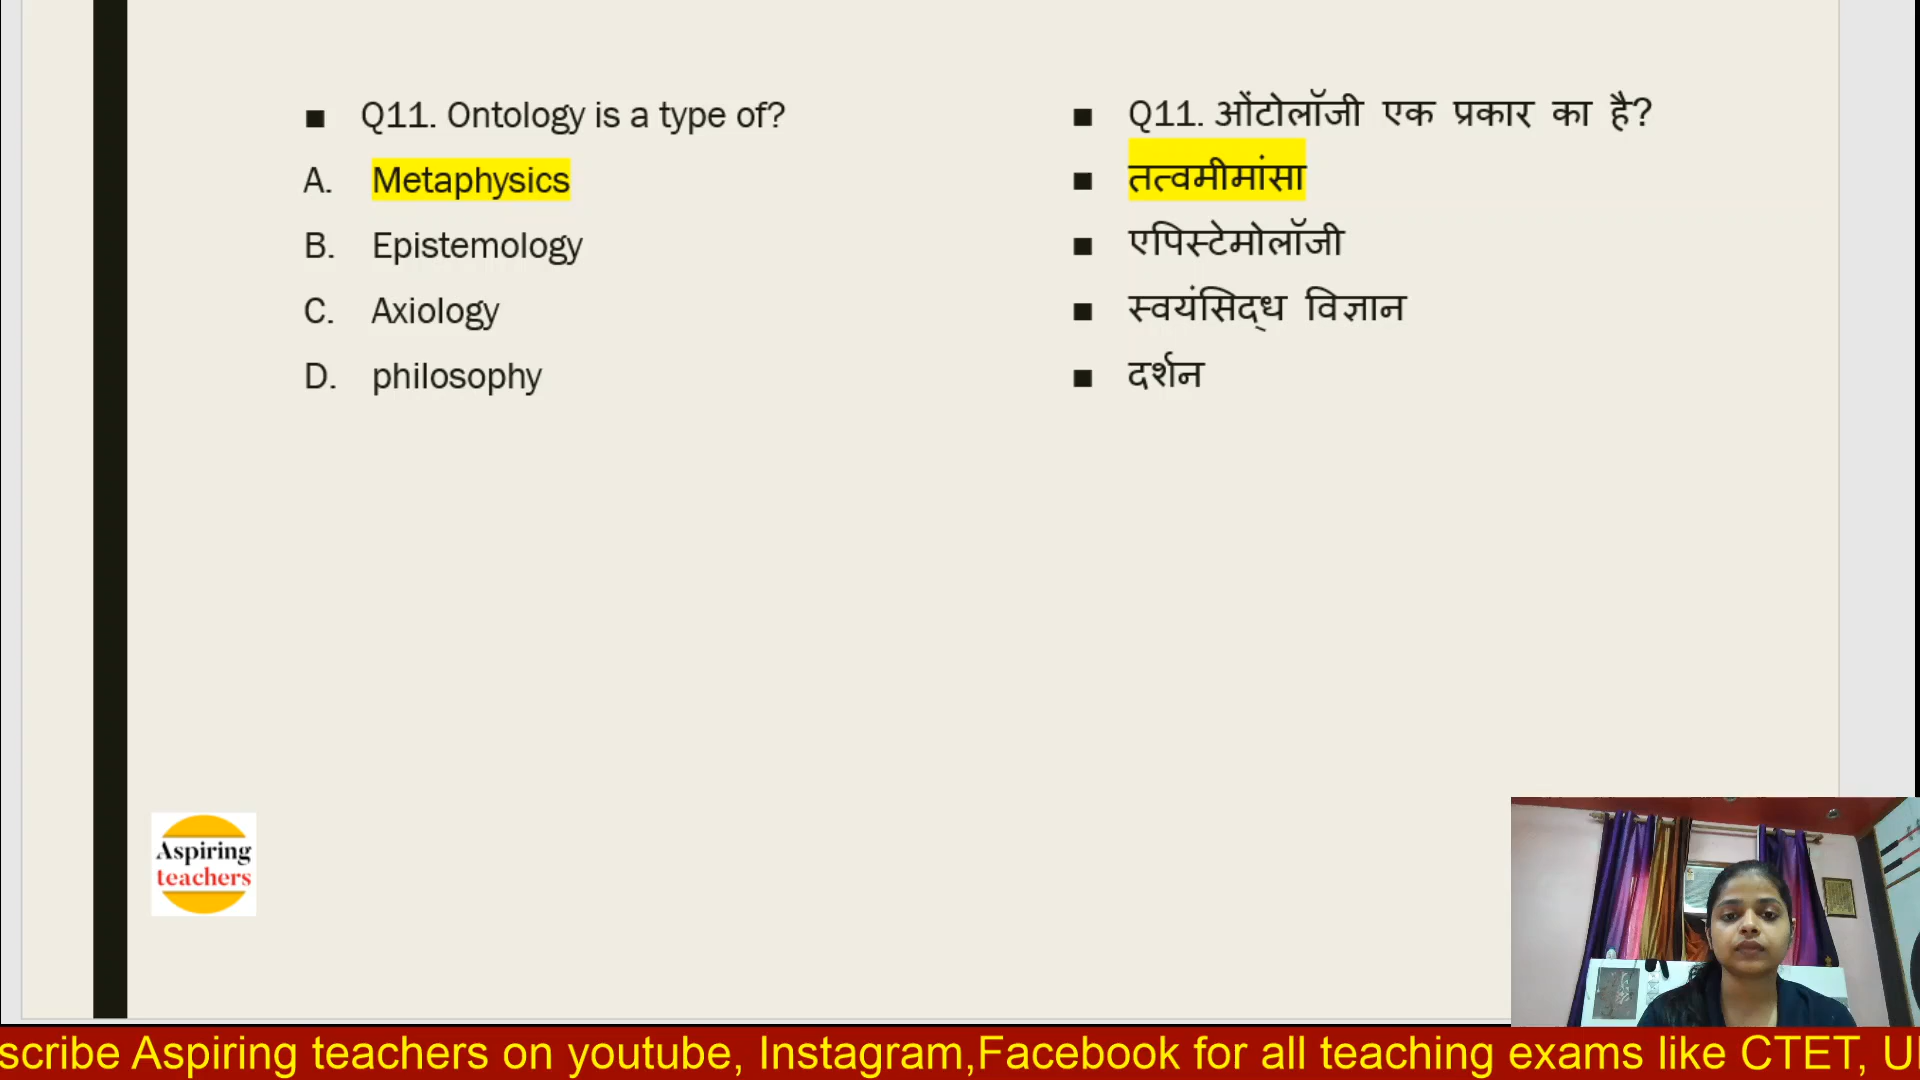 Q11. Ontology is a type of?
A. Metaphysics
B. Epistemology
C. Axiology
D. philosophy
Q11. ओंटोलॉजी एक प्रकार का है?
तत्वमीमांसा
एपिस्टेमोलॉजी
स्वयंसिद्ध विज्ञान
दर्शन
Aspiring
teachers
scribe Aspiring teachers on youtube, Instagram,Facebook for all teaching exams like CTET, U